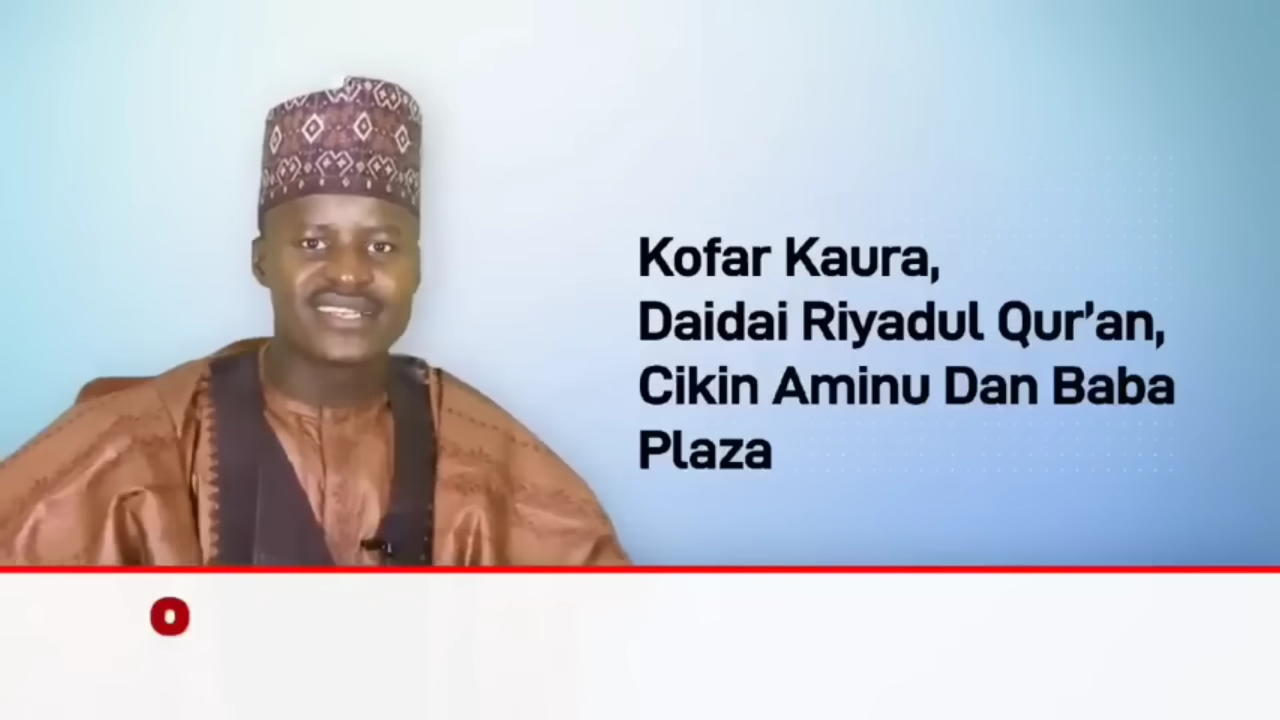 Kofar Kaura,
Daidai Riyadul Qur'an,
Cikin Aminu Dan Baba
Plaza
O